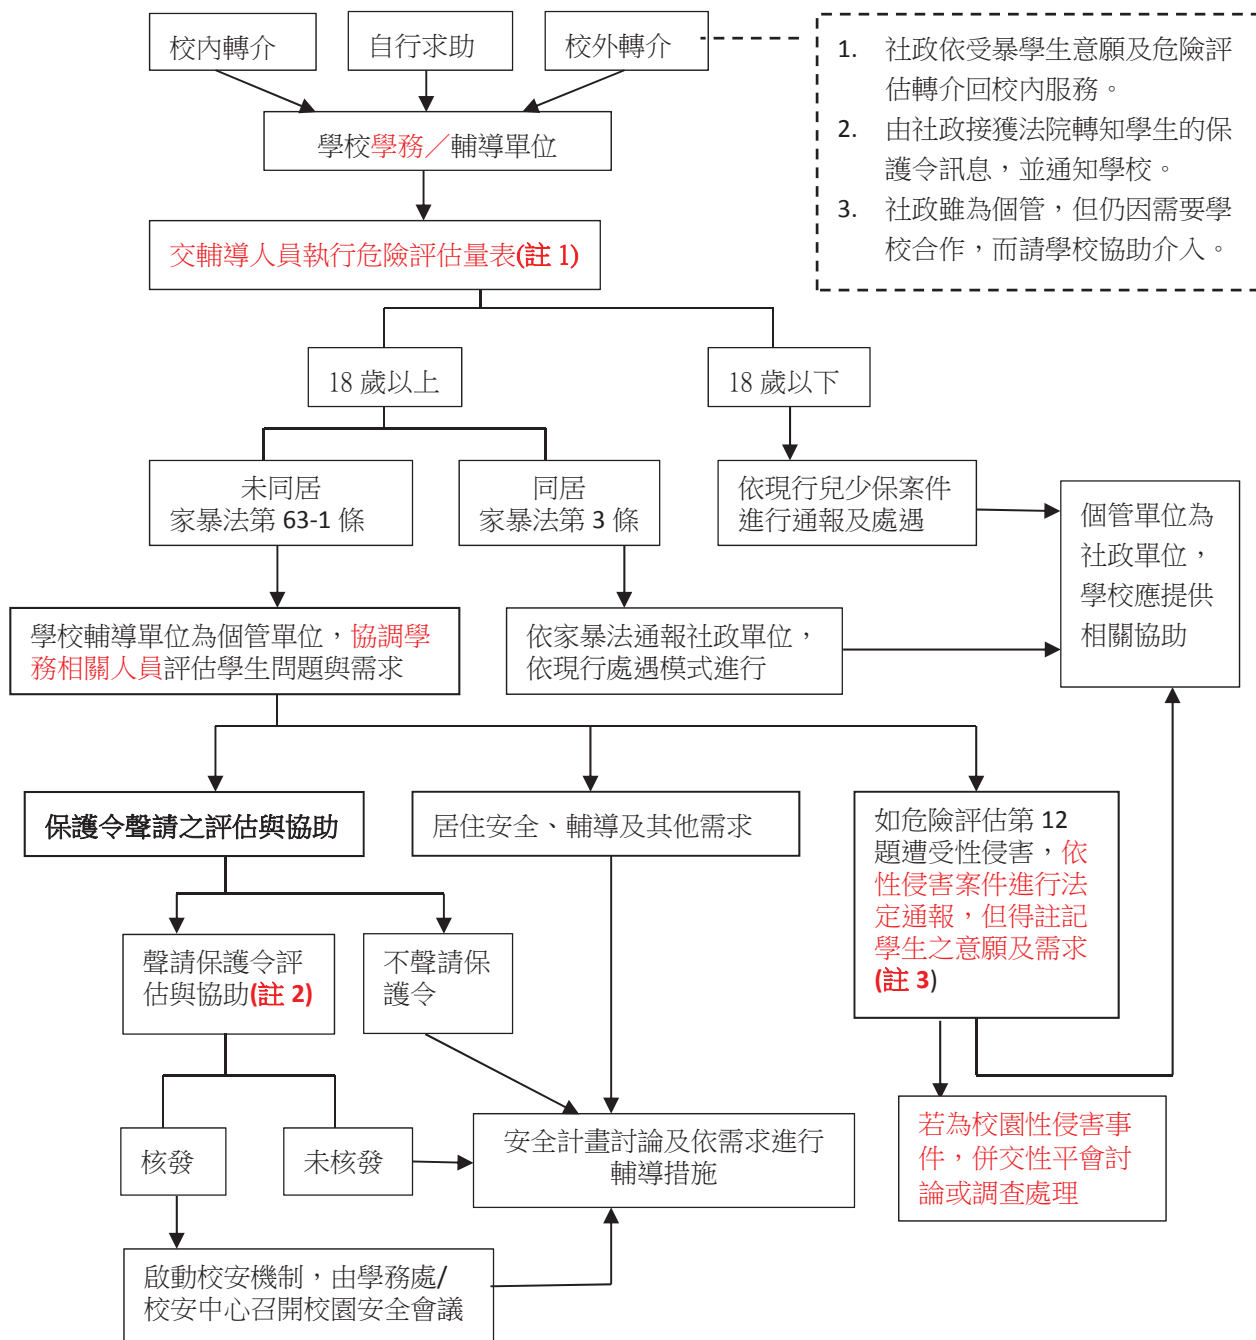 校內轉介
自行求助
校外轉介
1. 社政依受暴學生意願及危險評
估轉介回校內服務。
2. 由社政接獲法院轉知學生的保
護令訊息，並通知學校。
3. 社政雖為個管，但仍因需要學
校合作，而請學校協助介入。
學校學務／輔導單位
交輔導人員執行危險評估量表(註 1)
18 歲以上
18 歲以下
未同居
家暴法第 63-1 條
同居
家暴法第 3 條
依現行兒少保案件
進行通報及處遇
個管單位為
社政單位，
學校應提供
相關協助
學校輔導單位為個管單位，協調學
務相關人員評估學生問題與需求
依家暴法通報社政單位，
依現行處遇模式進行
保護令聲請之評估與協助
居住安全、輔導及其他需求
如危險評估第 12
題遭受性侵害，依
性侵害案件進行法
定通報，但得註記
學生之意願及需求
(註 3)
聲請保護令評
估與協助(註 2)
不聲請保
護令
核發
未核發
安全計畫討論及依需求進行
輔導措施
若為校園性侵害事
件，併交性平會討
論或調查處理
啟動校安機制，由學務處/
校安中心召開校園安全會議